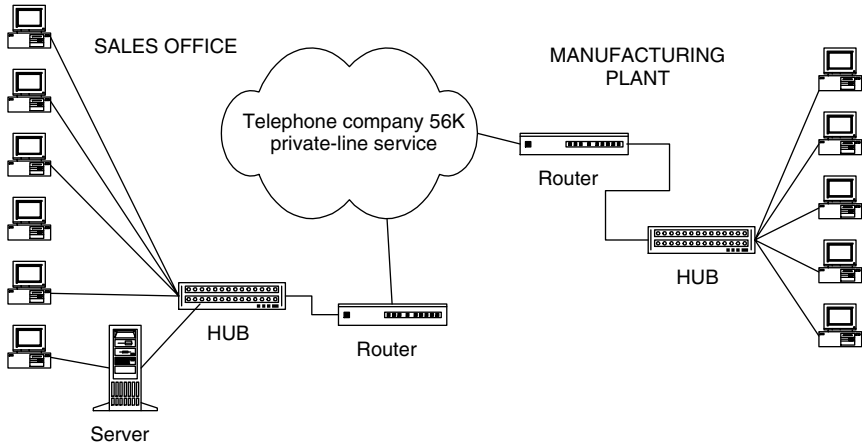 SALES OFFICE
MANUFACTURING
PLANT
Telephone company 56K
private-line service
Router
HUB
HUB
Router
Server